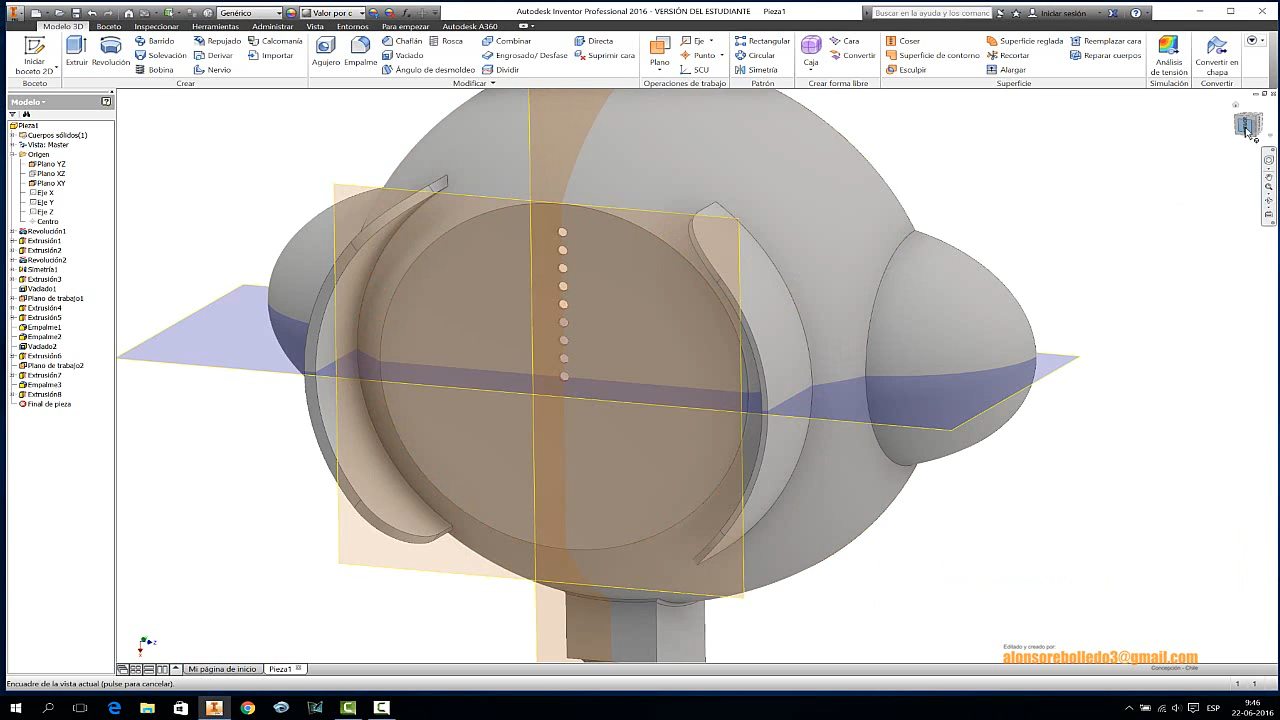 Autodesk Inventor Professional 2016 - VERSIÓN DEL ESTUDIANTE Pieza1
Genérico
Valor por c
Buscar en la ayuda y los comanc
Iniciar sesión
Modelo 3D Boceto Inspeccionar Herramientas Administrar Vista Entornos Para empezar Autodesk A360
Iniciar boceto 2D
Extruir
Revolución
Barrido
Solevación
Bobina
Repujado
Derivar
Nervio
Calcomanía
Importar
Agujero
Empalme
Chaflán
Vaciado
Ángulo de desmoldeo
Rosca
Combinar
Engrosado/Desfase
Dividir
Directa
Suprimir cara
Plano
Eje
Punto
SCU
Rectangular
Circular
Simetría
Caja
Cara
Convertir
Coser
Superficie de contorno
Esculpir
Superficie reglada
Recortar
Alargar
Reemplazar cara
Reparar cuerpos
Análisis de tensión
Convertir en chapa
Boceto Crear Modificar Operaciones de trabajo Patrón Crear forma libre Superficie Simulación Convertir
Modelo
Pieza1
Cuerpos sólidos(1)
Vista: Master
Origen
Plano YZ
Plano XZ
Plano XY
Eje X
Eje Y
Eje Z
Centro
Revolución1
Extrusión1
Extrusión2
Revolución2
Simetría1
Extrusión3
Vaciado1
Plano de trabajo1
Extrusión4
Extrusión5
Empalme1
Empalme2
Vaciado2
Extrusión6
Plano de trabajo2
Extrusión7
Empalme3
Extrusión8
Final de pieza
Editado y creado por:
alonsorebolledo3@gmail.com
Concepción - Chile
Mi página de inicio
Pieza1
Encuadre de la vista actual (pulse para cancelar).
1 1
ESP
9:46
22-06-2016